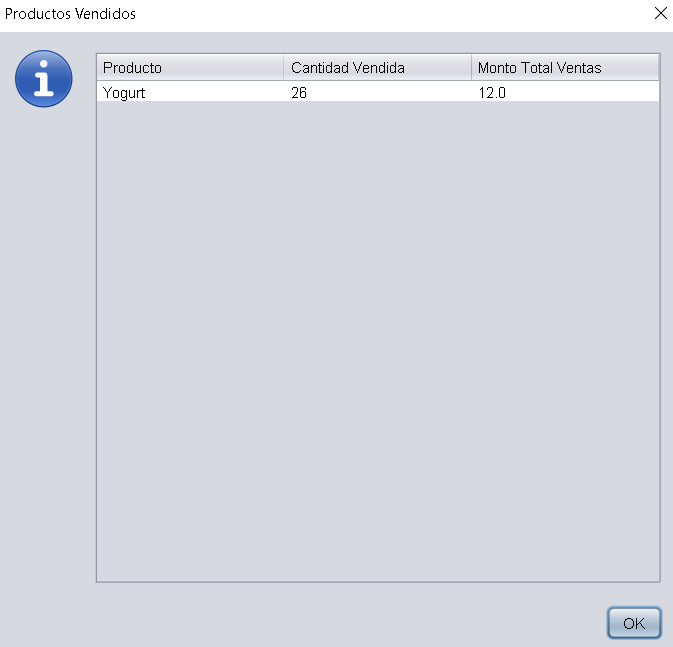 Productos Vendidos
Producto Cantidad Vendida Monto Total Ventas
Yogurt 26 12.0
OK